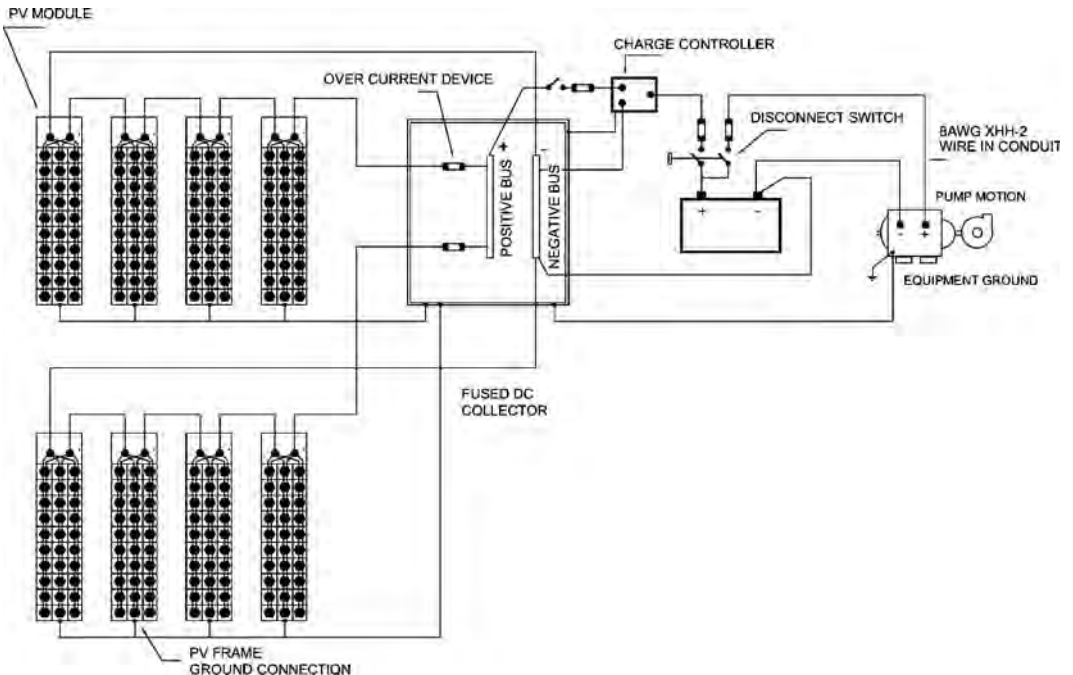 PV MODULE
CHARGE CONTROLLER
OVER CURRENT DEVICE
DISCONNECT SWITCH
8AWG XHH-2
WIRE IN CONDUIT
+
-
POSITIVE BUS
NEGATIVE BUS
+ -
PUMP MOTION
- +
EQUIPMENT GROUND
FUSED DC
COLLECTOR
PV FRAME
GROUND CONNECTION